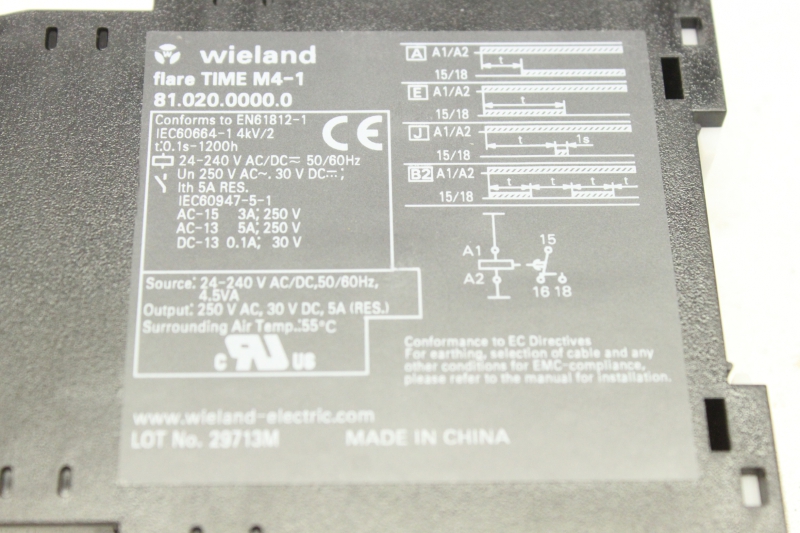 wieland
flare TIME M4-1
81.020.0000.0
Conforms to EN61812-1
IEC60664-1 4kV/2
t:0.1s-1200h
24-240 V AC/DC 50/60Hz
Un 250 V AC~. 30 V DC;
Ith 5A RES.
IEC60947-5-1
AC-15 3A; 250 V
AC-13 5A; 250 V
DC-13 0.1A; 30 V
CE
Source: 24-240 V AC/DC,50/60Hz,
4.5VA
Output: 250 V AC, 30 V DC, 5A (RES.)
Surrounding Air Temp.:55°C
c RU US
www.wieland-electric.com
LOT No. 29713M MADE IN CHINA
A A1/A2
t
15/18
E A1/A2
t
15/18
J A1/A2
t 1s
15/18
B2 A1/A2
t t t t
15/18
A1 15
A2
16 18
Conformance to EC Directives
For earthing, selection of cable and any
other conditions for EMC-compliance,
please refer to the manual for installation.